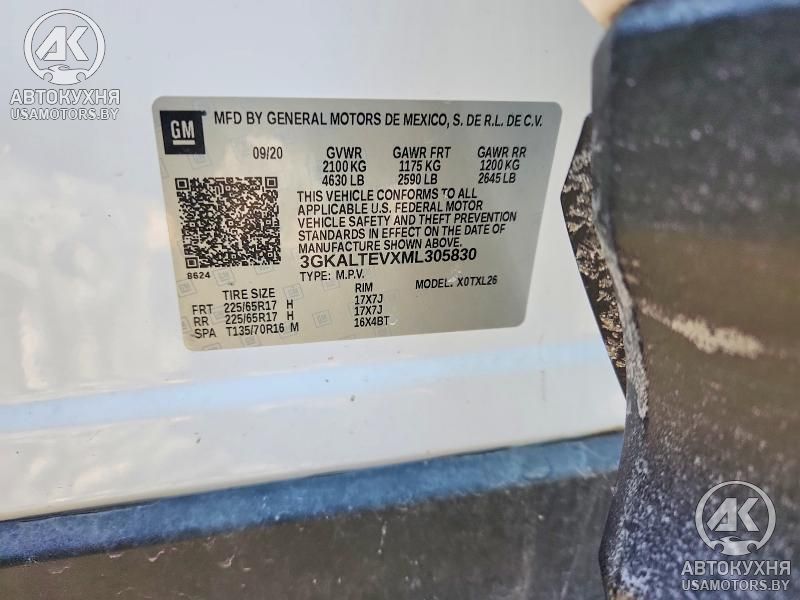 AK
АВТОКУХНЯ
USAMOTORS.BY
GM
MFD BY GENERAL MOTORS DE MEXICO, S. DE R.L. DE C.V.
09/20 GVWR GAWR FRT GAWR RR
2100 KG 1175 KG 1200 KG
4630 LB 2590 LB 2645 LB
THIS VEHICLE CONFORMS TO ALL
APPLICABLE U.S. FEDERAL MOTOR
VEHICLE SAFETY AND THEFT PREVENTION
STANDARDS IN EFFECT ON THE DATE OF
MANUFACTURE SHOWN ABOVE.
8624
3GKALTEVXML305830
TYPE: M.P.V. MODEL: X0TXL26
TIRE SIZE RIM
FRT 225/65R17 H 17X7J
RR 225/65R17 H 17X7J
SPA T135/70R16 M 16X4BT
AK
АВТОКУХНЯ
USAMOTORS.BY